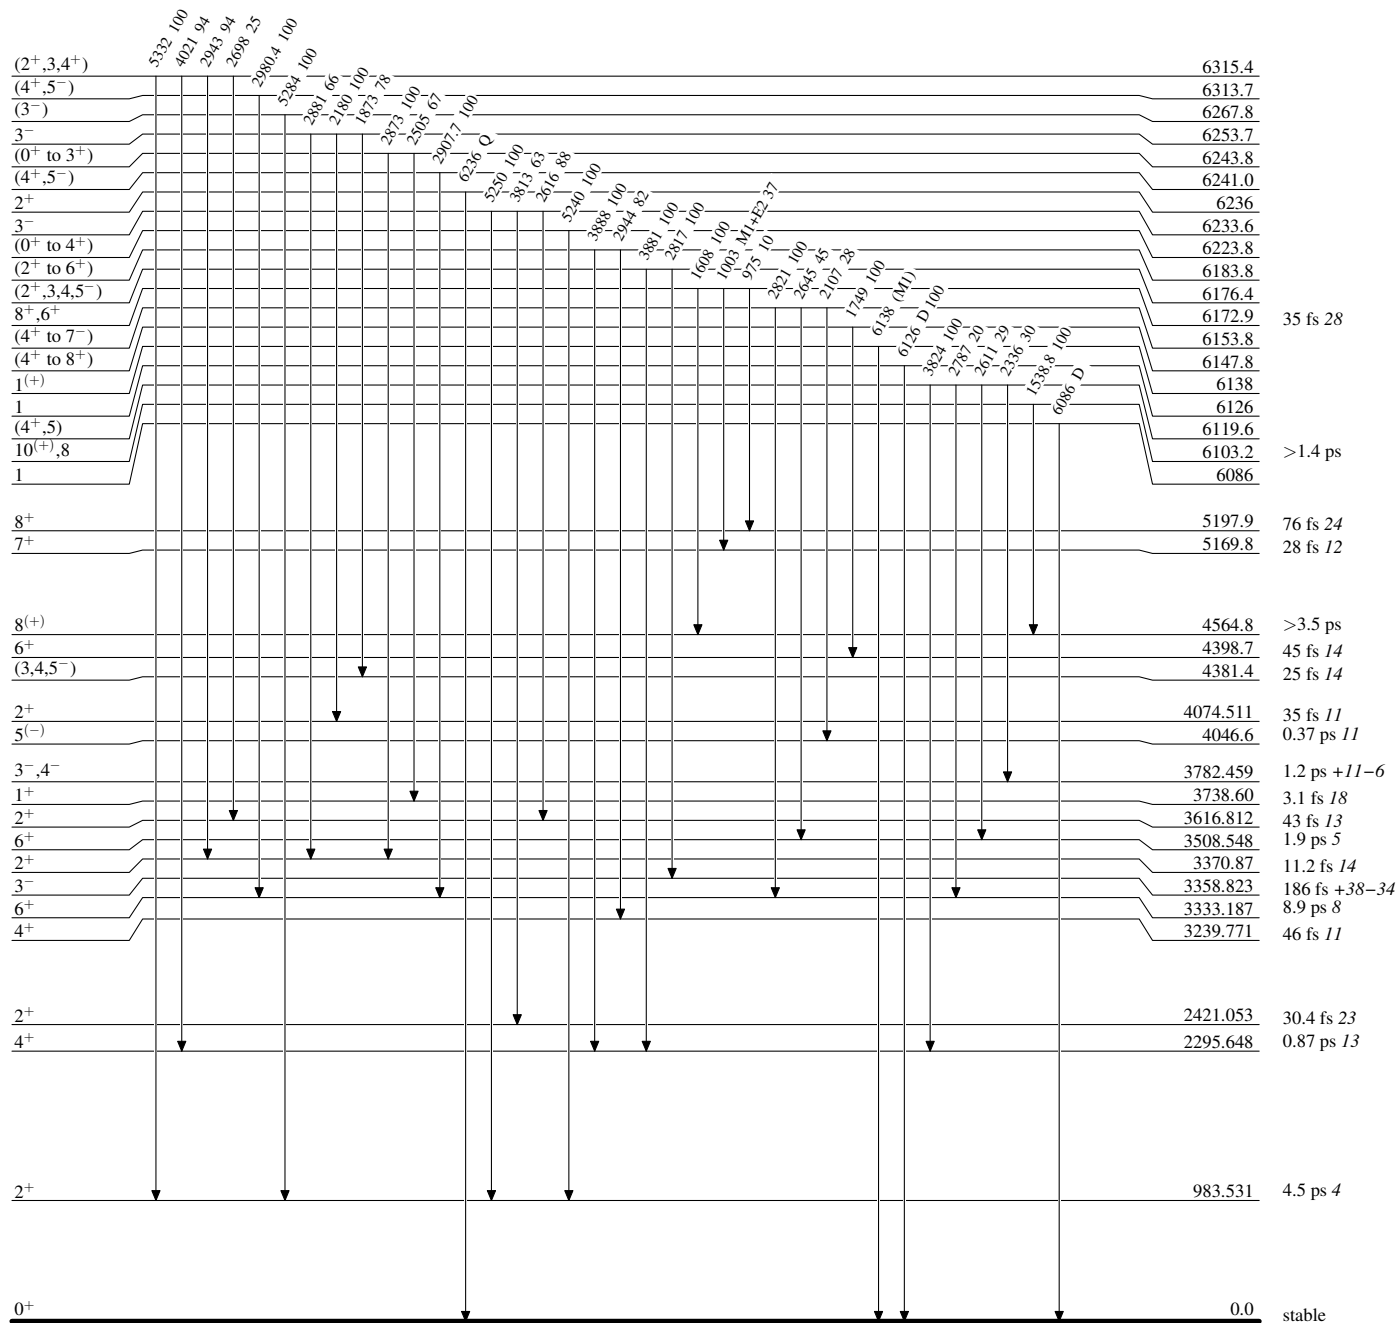 5332 100
4021 94
2943 94
2698 25
2980.4 100
5284 100
2881 66
2180 100
1873 78
2873 100
2505 67
2907.7 100
6236 Q
5250 100
3813 63
2616 88
5240 100
3888 100
2944 82
3881 100
2817 100
1608 100
1003 M1+E2 37
975 10
2821 100
2645 45
2107 28
1749 100
6138 (M1)
6126 D 100
3824 100
2787 20
2611 29
2336 30
1538.8 100
6086 D
(2⁺,3,4⁺) 6315.4
(4⁺,5⁻) 6313.7
(3⁻) 6267.8
3⁻ 6253.7
(0⁺ to 3⁺) 6243.8
(4⁺,5⁻) 6241.0
2⁺ 6236
3⁻ 6233.6
(0⁺ to 4⁺) 6223.8
(2⁺ to 6⁺) 6183.8
(2⁺,3,4,5⁻) 6176.4
8⁺,6⁺ 6172.9 35 fs 28
(4⁺ to 7⁻) 6153.8
(4⁺ to 8⁺) 6147.8
1⁽⁺⁾ 6138
1 6126
(4⁺,5) 6119.6
10⁽⁺⁾,8 6103.2 >1.4 ps
1 6086
8⁺ 5197.9 76 fs 24
7⁺ 5169.8 28 fs 12
8⁽⁺⁾ 4564.8 >3.5 ps
6⁺ 4398.7 45 fs 14
(3,4,5⁻) 4381.4 25 fs 14
2⁺ 4074.511 35 fs 11
5⁽⁻⁾ 4046.6 0.37 ps 11
3⁻,4⁻ 3782.459 1.2 ps +11−6
1⁺ 3738.60 3.1 fs 18
2⁺ 3616.812 43 fs 13
6⁺ 3508.548 1.9 ps 5
2⁺ 3370.87 11.2 fs 14
3⁻ 3358.823 186 fs +38−34
6⁺ 3333.187 8.9 ps 8
4⁺ 3239.771 46 fs 11
2⁺ 2421.053 30.4 fs 23
4⁺ 2295.648 0.87 ps 13
2⁺ 983.531 4.5 ps 4
0⁺ 0.0 stable